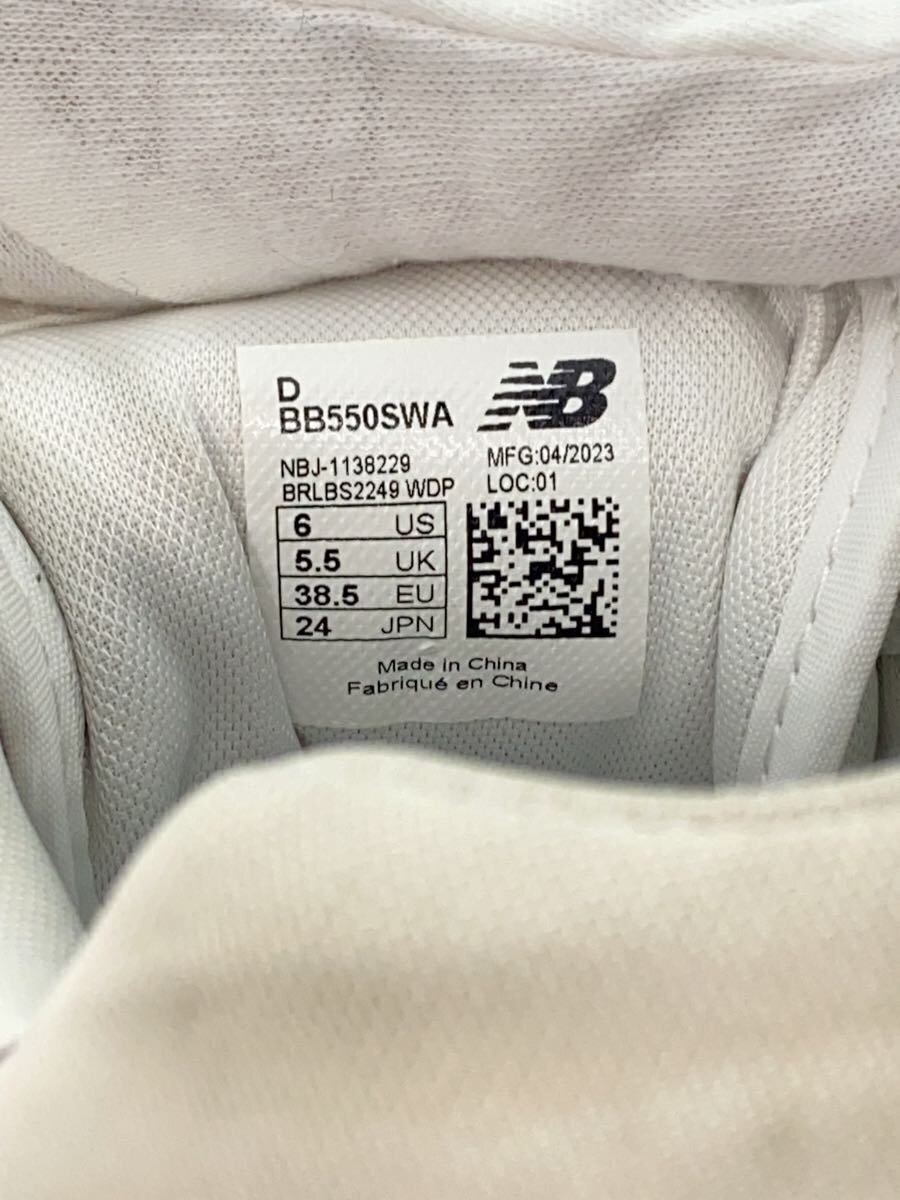 D
BB550SWA
NB
NBJ-1138229
BRLBS2249 WDP
MFG:04/2023
LOC:01
6 US
5.5 UK
38.5 EU
24 JPN
Made in China
Fabriqué en Chine